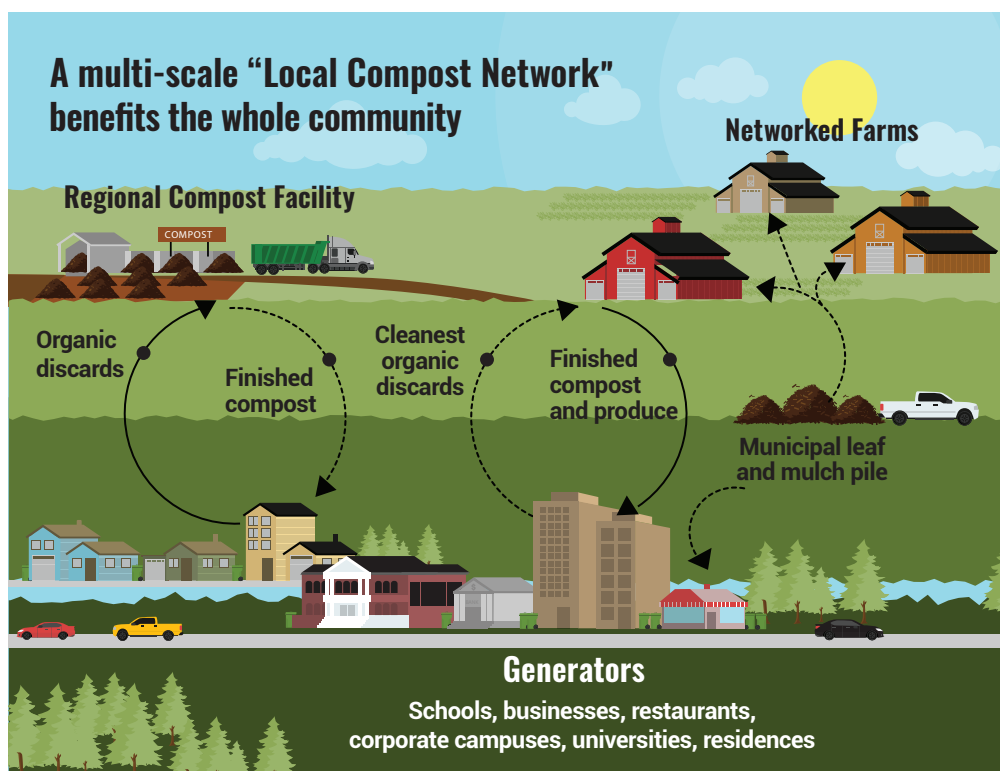 A multi-scale “Local Compost Network"
benefits the whole community
Networked Farms
Regional Compost Facility
COMPOST
Organic
discards
Finished
compost
Cleanest
organic
discards
Finished
compost
and produce
Municipal leaf
and mulch pile
Generators
Schools, businesses, restaurants,
corporate campuses, universities, residences